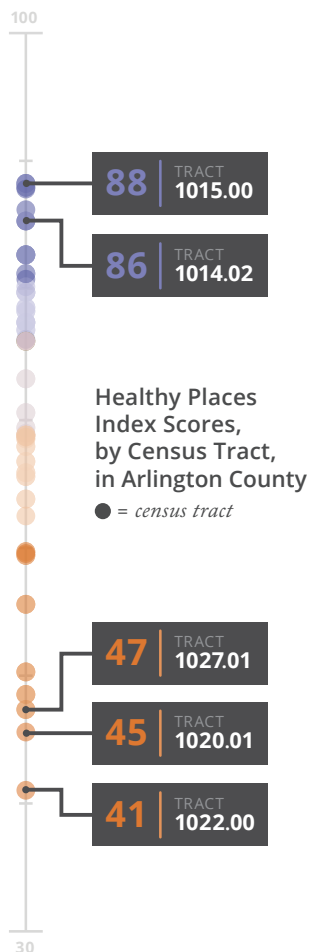 100
88 TRACT
1015.00
86 TRACT
1014.02
Healthy Places
Index Scores,
by Census Tract,
in Arlington County
= census tract
47 TRACT
1027.01
45 TRACT
1020.01
41 TRACT
1022.00
30